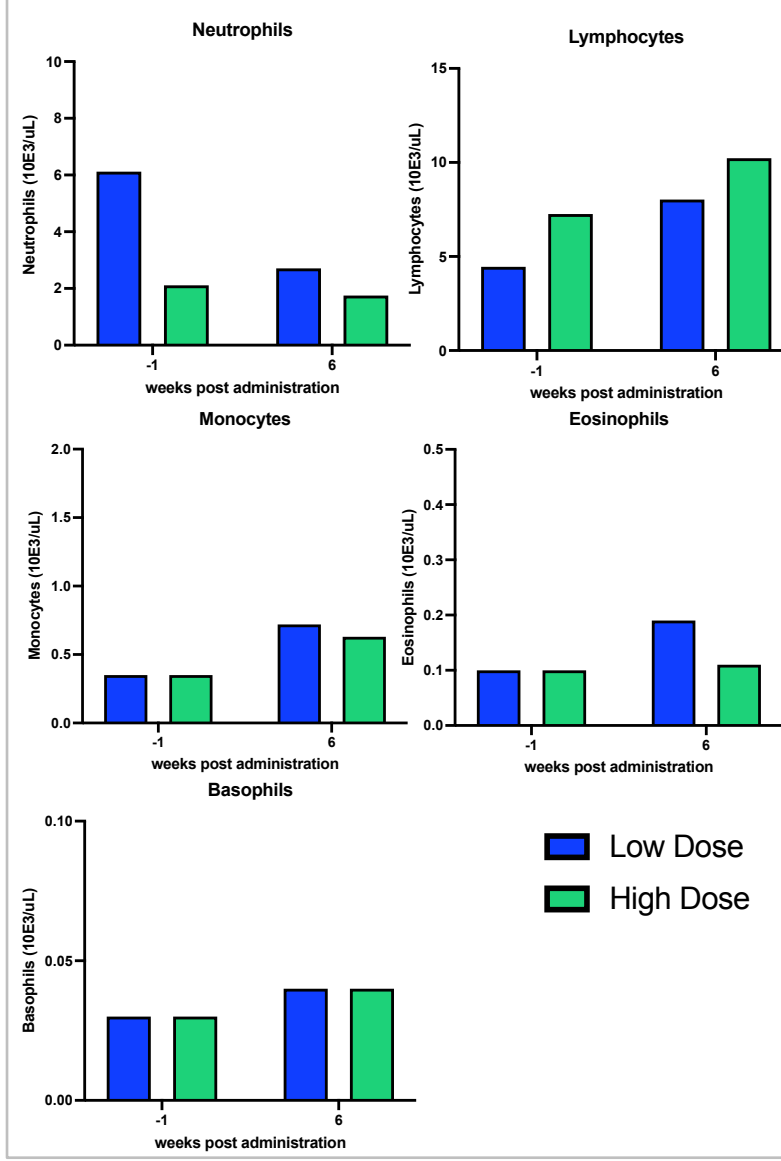 Neutrophils
Neutrophils (10E3/uL)
10
8
6
4
2
0
-1 6
weeks post administration
Lymphocytes
Lymphocytes (10E3/uL)
15
10
5
0
-1 6
weeks post administration
Monocytes
Monocytes (10E3/uL)
2.0
1.5
1.0
0.5
0.0
-1 6
weeks post administration
Eosinophils
Eosinophils (10E3/uL)
0.5
0.4
0.3
0.2
0.1
0.0
-1 6
weeks post administration
Basophils
Basophils (10E3/uL)
0.10
0.05
0.00
-1 6
weeks post administration
Low Dose
High Dose